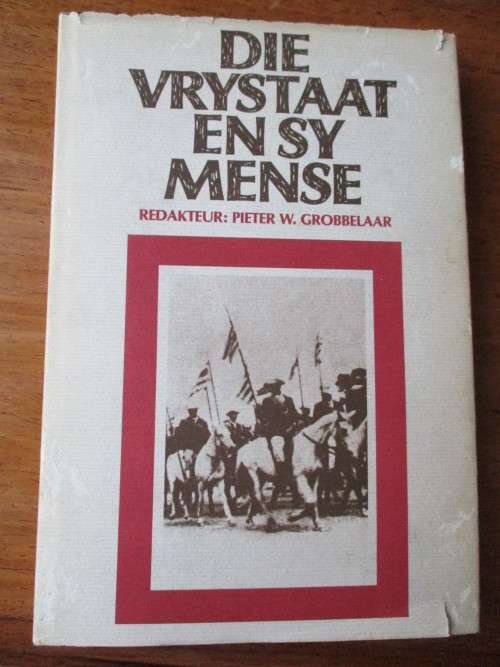 DIE
VRYSTAAT
EN SY
MENSE
REDAKTEUR: PIETER W. GROBBELAAR